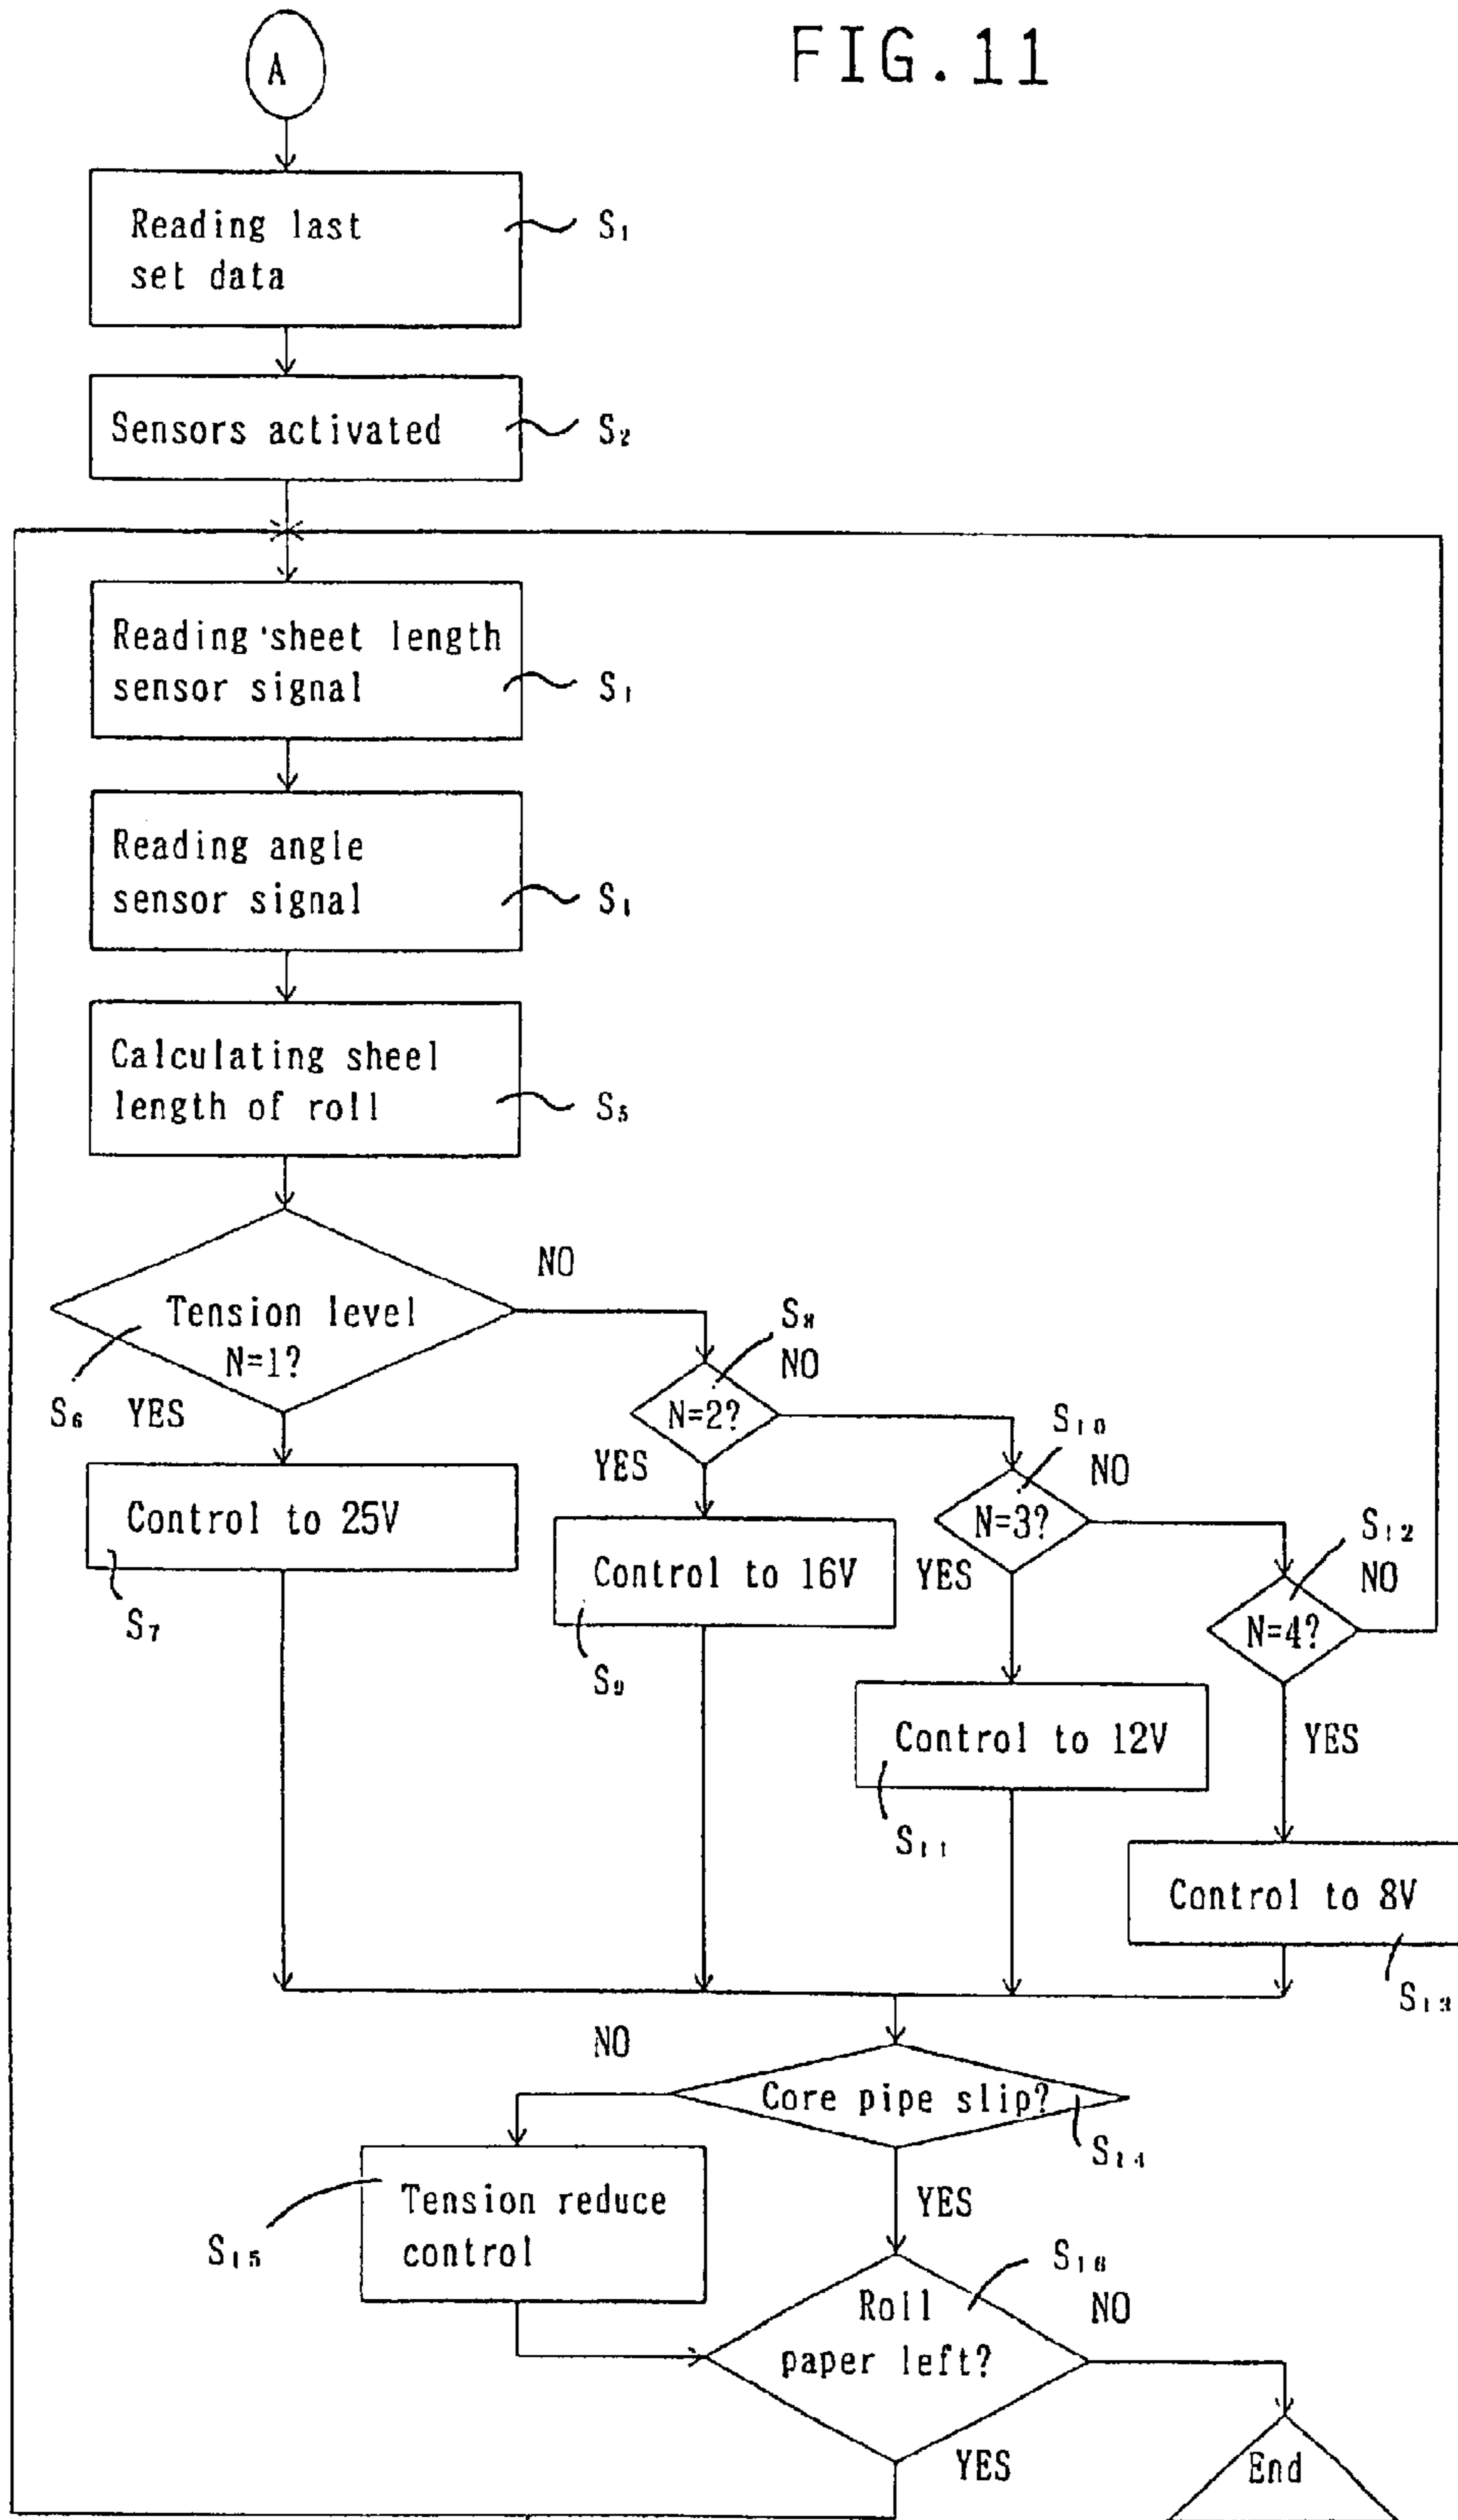 FIG.11
A
Reading last
set data
S₁
Sensors activated
S₂
Reading sheet length
sensor signal
S₁
Reading angle
sensor signal
S₁
Calculating sheel
length of roll
S₅
Tension level
N=1?
NO
S₆
YES
Control to 25V
S₇
S₈
NO
N=2?
YES
Control to 16V
S₉
S₁₀
NO
N=3?
YES
Control to 12V
S₁₁
S₁₂
NO
N=4?
YES
Control to 8V
S₁₃
NO
Core pipe slip?
S₁₄
YES
Tension reduce
control
S₁₅
S₁₆
Roll
paper left?
NO
YES
End